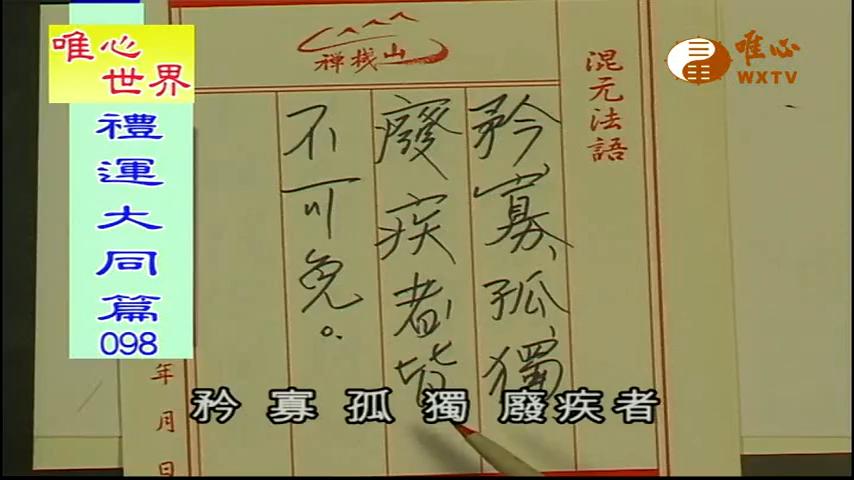 唯心
世界
禮運大同篇
098
禅机山
混元法語
矜寡孤獨
廢疾者皆
不可免。
年月日
唯心
WXTV
矜寡孤獨 廢疾者